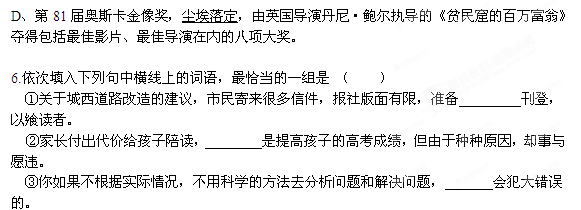 D、第 81 届奥斯卡金像奖，尘埃落定，由英国导演丹尼·鲍尔执导的《贫民窟的百万富翁》
夺得包括最佳影片、最佳导演在内的八项大奖。
6.依次填入下列句中横线上的词语，最恰当的一组是 （ ）
①关于城西道路改造的建议，市民寄来很多信件，报社版面有限，准备________刊登，
以飨读者。
②家长付出代价给孩子陪读，________是提高孩子的高考成绩，但由于种种原因，却事与
愿违。
③你如果不根据实际情况，不用科学的方法去分析问题和解决问题，______会犯大错误
的。